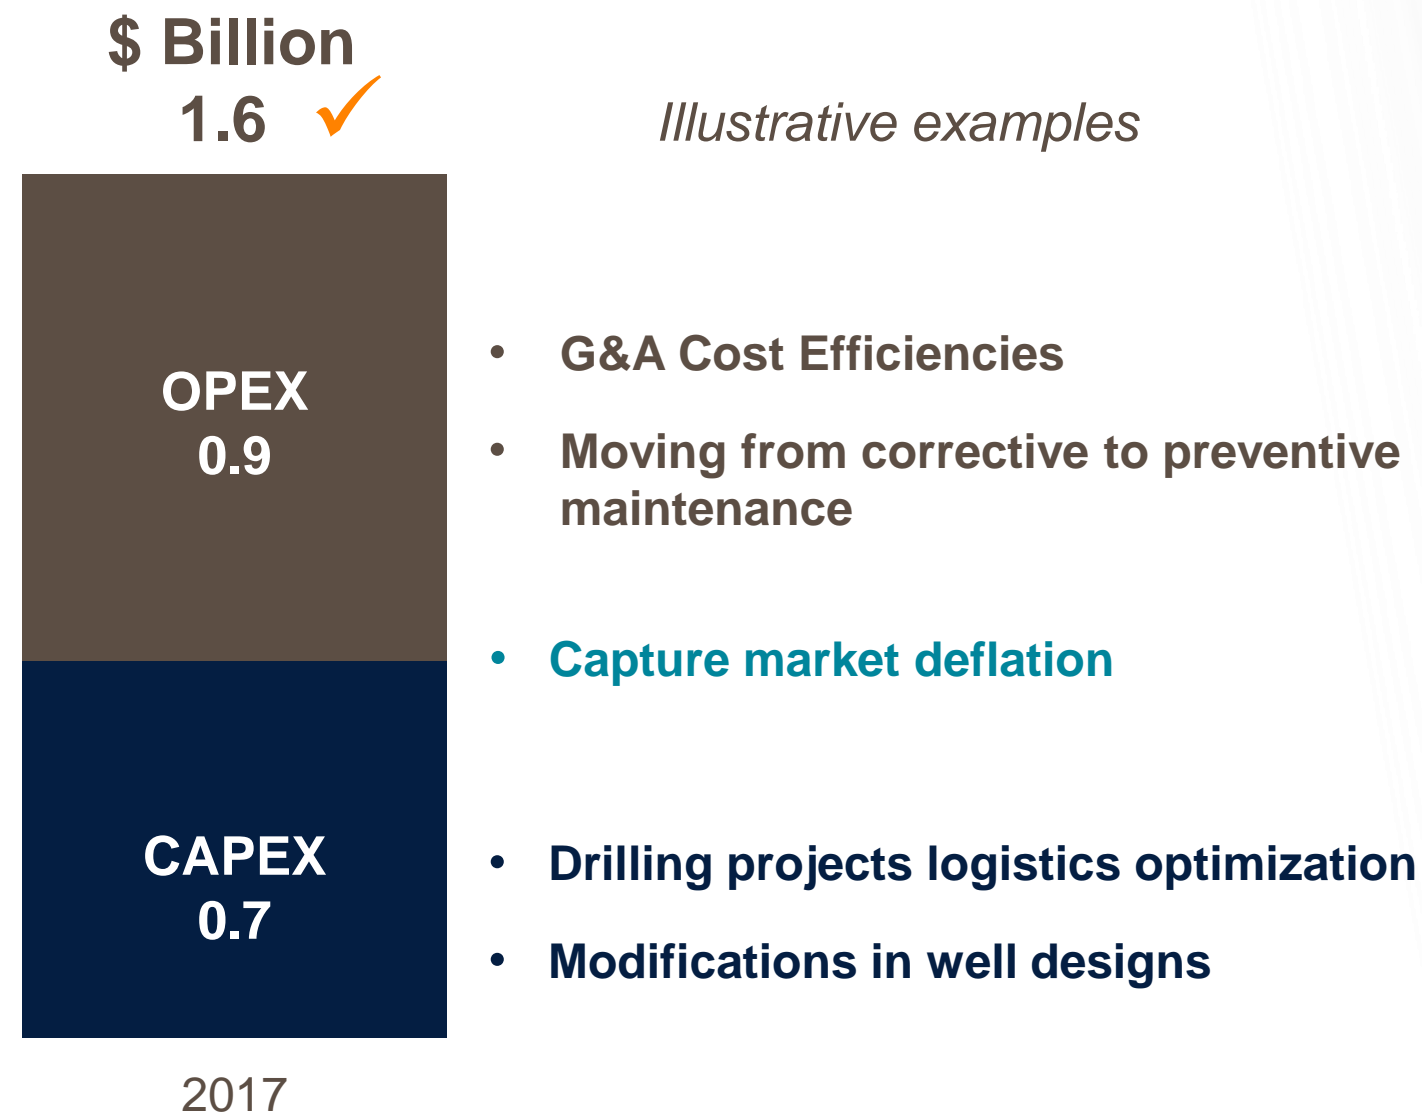 $ Billion
1.6 ✓
Illustrative examples
OPEX
0.9
• G&A Cost Efficiencies
• Moving from corrective to preventive
maintenance
• Capture market deflation
CAPEX
0.7
• Drilling projects logistics optimization
• Modifications in well designs
2017